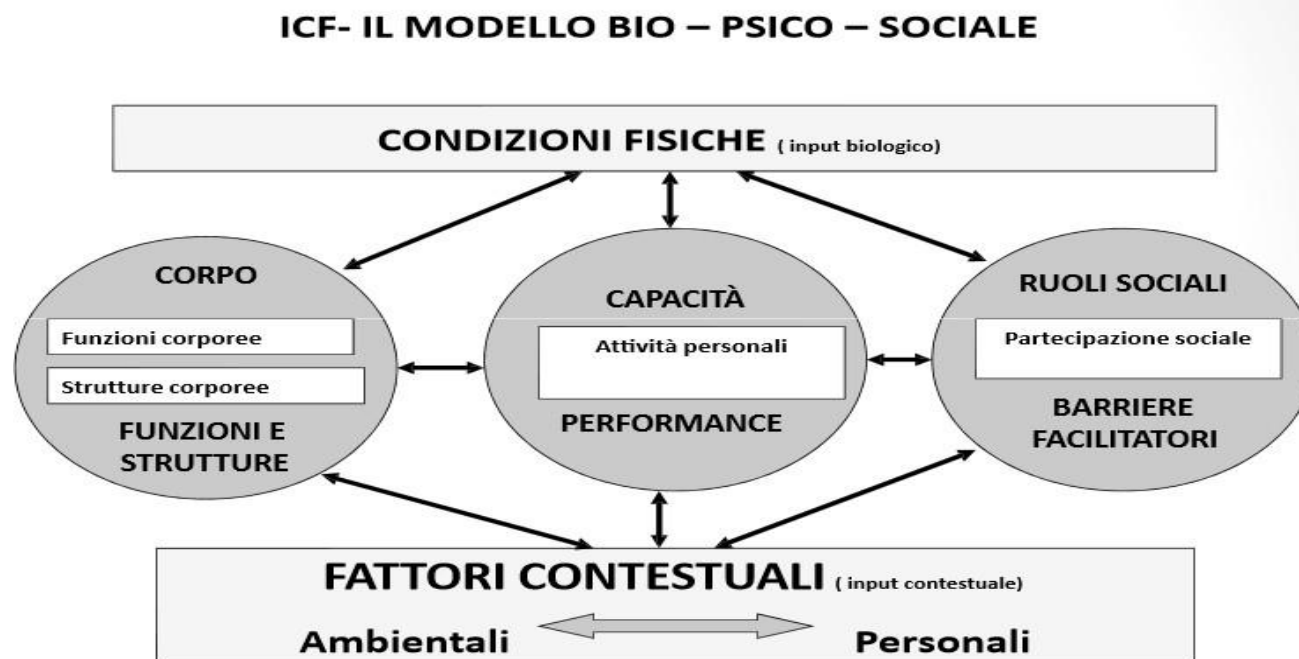 ICF- IL MODELLO BIO – PSICO – SOCIALE
CONDIZIONI FISICHE ( input biologico)
CORPO
Funzioni corporee
Strutture corporee
FUNZIONI E
STRUTTURE
CAPACITÀ
Attività personali
PERFORMANCE
RUOLI SOCIALI
Partecipazione sociale
BARRIERE
FACILITATORI
FATTORI CONTESTUALI ( input contestuale)
Ambientali
Personali